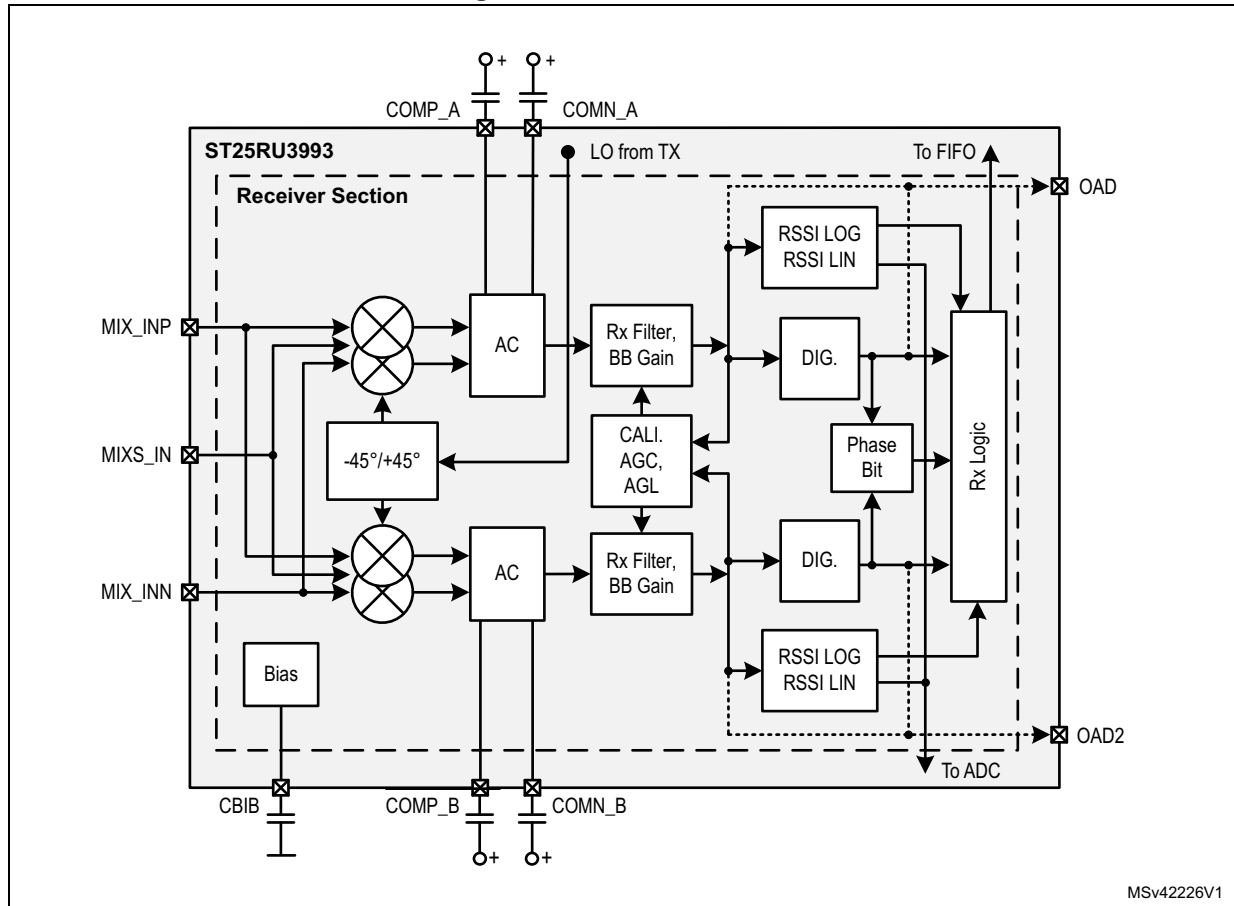 COMP_A
COMN_A
ST25RU3993
LO from TX
To FIFO
OAD
Receiver Section
RSSI LOG
RSSI LIN
MIX_INP
AC
Rx Filter,
BB Gain
DIG.
MIXS_IN
-45°/+45°
CALI.
AGC,
AGL
Phase
Bit
Rx Logic
AC
Rx Filter,
BB Gain
DIG.
MIX_INN
Bias
RSSI LOG
RSSI LIN
OAD2
To ADC
CBIB
COMP_B
COMN_B
MSv42226V1